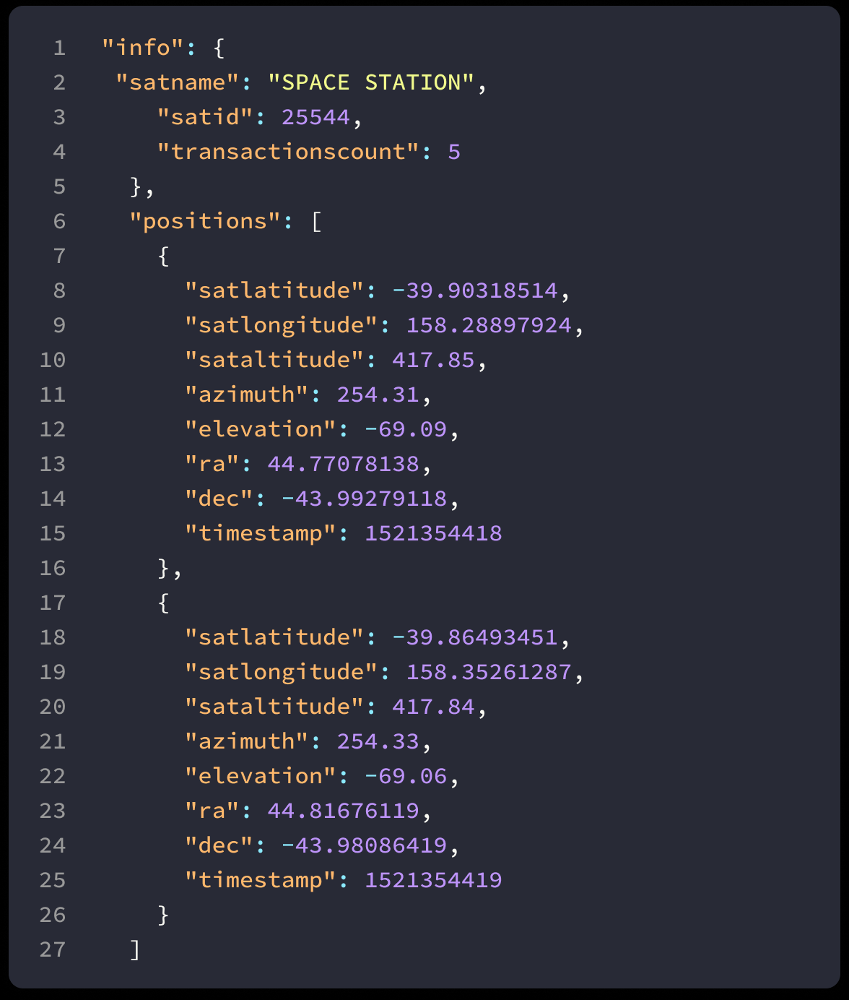 1 "info": {
2 "satname": "SPACE STATION",
3 "satid": 25544,
4 "transactionscount": 5
5 },
6 "positions": [
7 {
8 "satlatitude": -39.90318514,
9 "satlongitude": 158.28897924,
10 "sataltitude": 417.85,
11 "azimuth": 254.31,
12 "elevation": -69.09,
13 "ra": 44.77078138,
14 "dec": -43.99279118,
15 "timestamp": 1521354418
16 },
17 {
18 "satlatitude": -39.86493451,
19 "satlongitude": 158.35261287,
20 "sataltitude": 417.84,
21 "azimuth": 254.33,
22 "elevation": -69.06,
23 "ra": 44.81676119,
24 "dec": -43.98086419,
25 "timestamp": 1521354419
26 }
27 ]